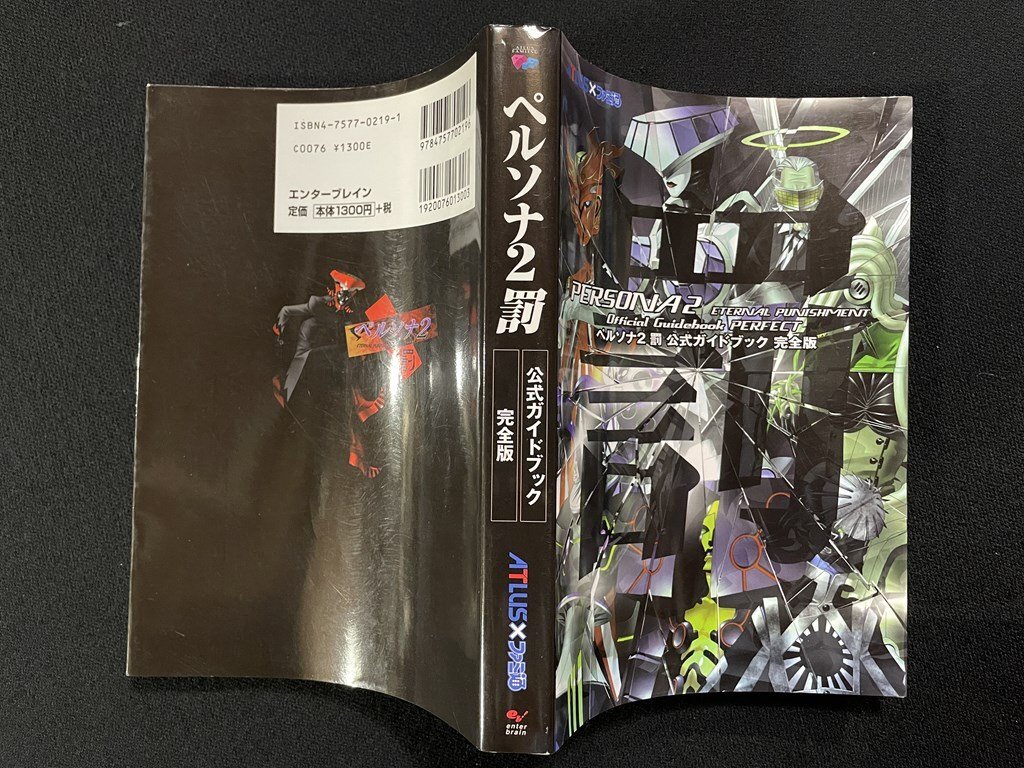 ISBN4-7577-0219-1
C0076 ¥1300E
9784757702196
1920076013003
エンターブレイン
定価 本体1300円+税
ペルソナ2
ペルソナ2 罰
公式ガイドブック
完全版
ATLUS×ファミ通
enter
brain
ATLUS×ファミ通
罰
PERSONA2 ETERNAL PUNISHMENT
Official Guidebook PERFECT
ペルソナ2 罰 公式ガイドブック 完全版